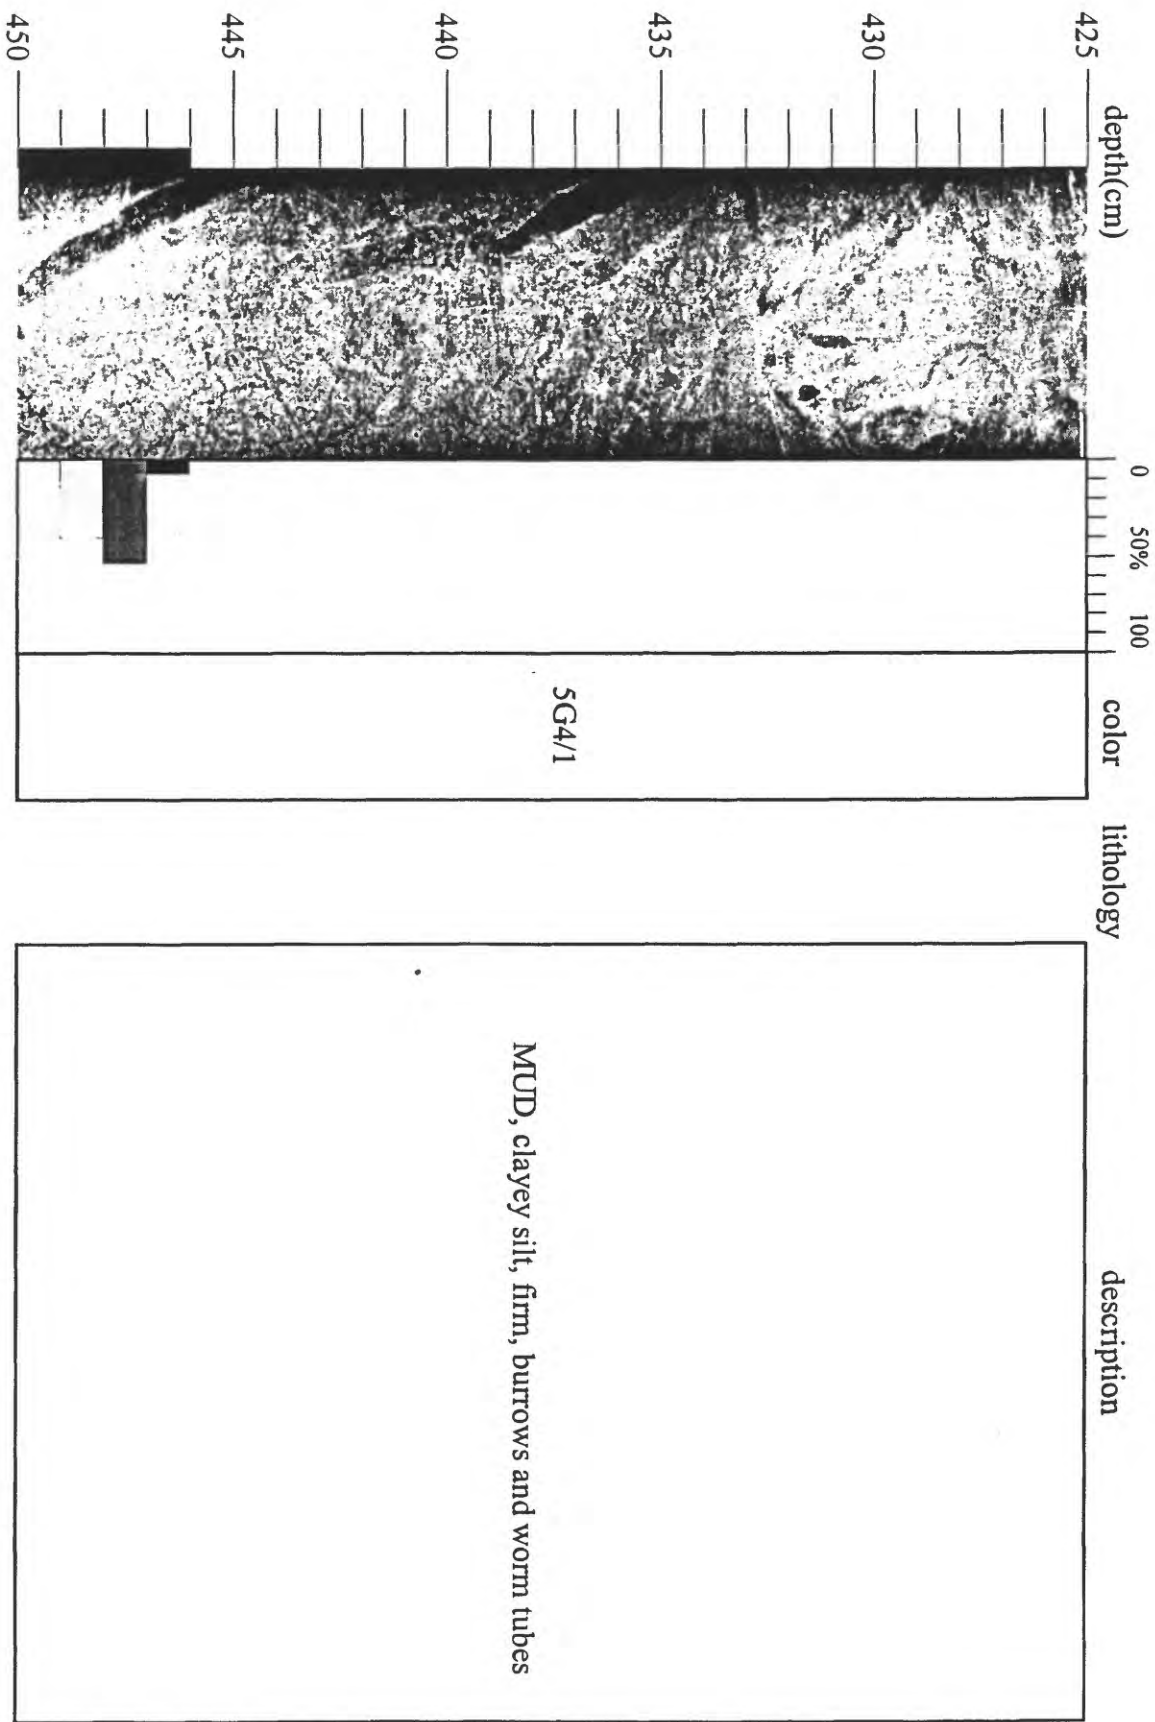 depth(cm)
0 50% 100
color
lithology
description
425
430
435
440
445
450
5G4/1
MUD, clayey silt, firm, burrows and worm tubes